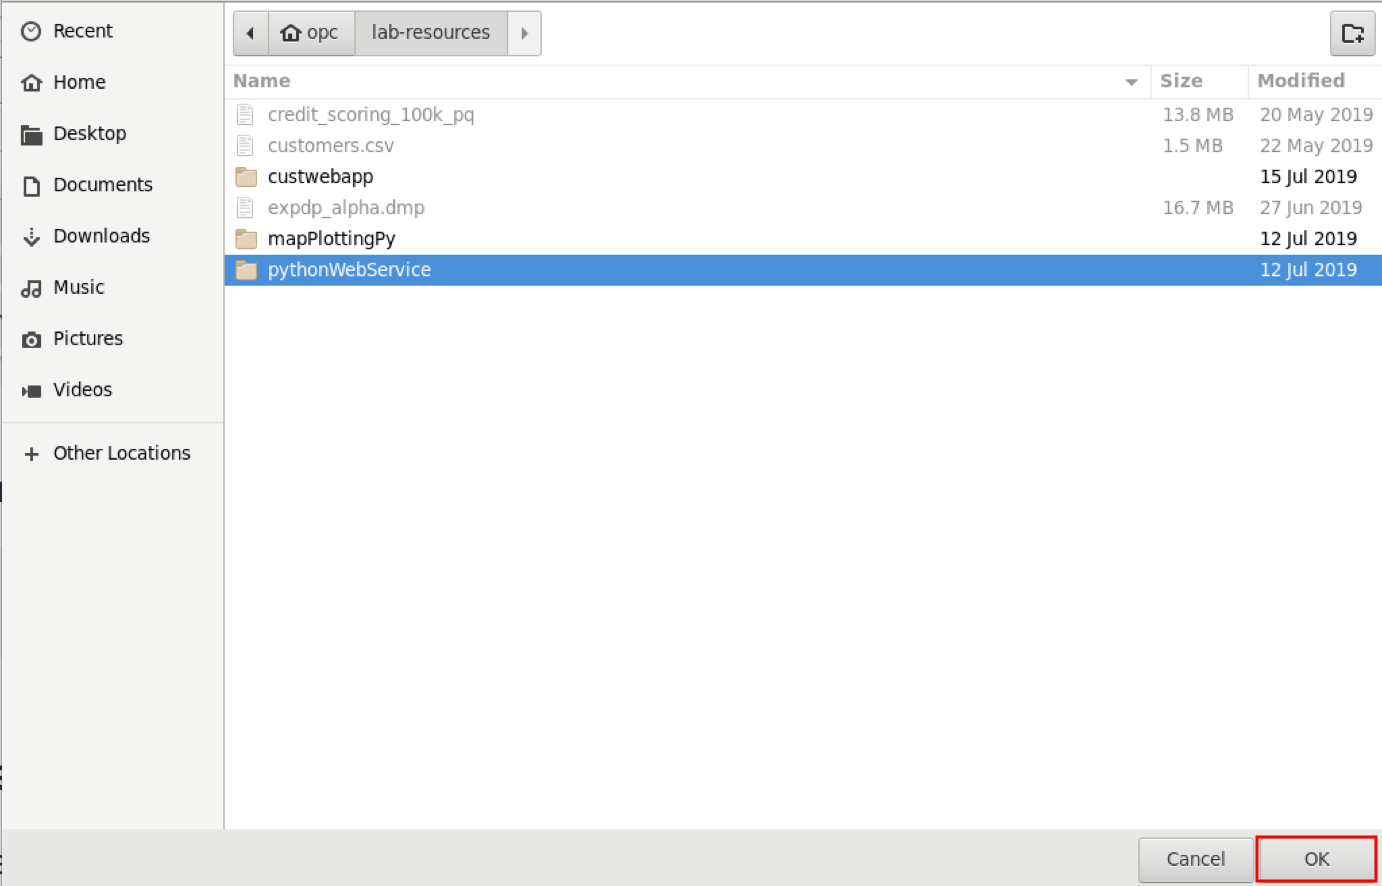 Recent
Home
Desktop
Documents
Downloads
Music
Pictures
Videos
Other Locations
opc lab-resources
Name Size Modified
credit_scoring_100k_pq 13.8 MB 20 May 2019
customers.csv 1.5 MB 22 May 2019
custwebapp 15 Jul 2019
expdp_alpha.dmp 16.7 MB 27 Jun 2019
mapPlottingPy 12 Jul 2019
pythonWebService 12 Jul 2019
Cancel OK